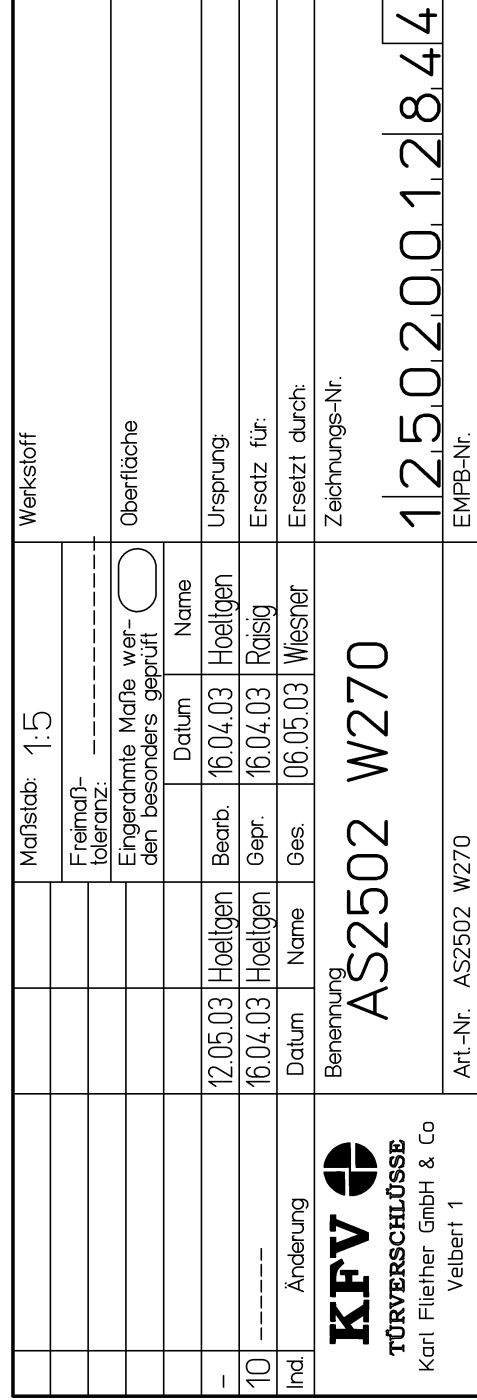 Maßstab: 1:5
Werkstoff
Freimaß-
toleranz: ------------
Eingerahmte Maße wer-
den besonders geprüft
Oberfläche
Datum Name
- 12.05.03 Hoeltgen Bearb. 16.04.03 Hoeltgen Ursprung:
10 ------ 16.04.03 Hoeltgen Gepr. 16.04.03 Raisig Ersatz für:
Ind. Änderung Datum Name Ges. 06.05.03 Wiesner Ersetzt durch:
KFV
TÜRVERSCHLÜSSE
Karl Fliether GmbH & Co
Velbert 1
Benennung
AS2502 W270
Zeichnungs-Nr.
125020012844
Art.-Nr. AS2502 W270
EMPB-Nr.